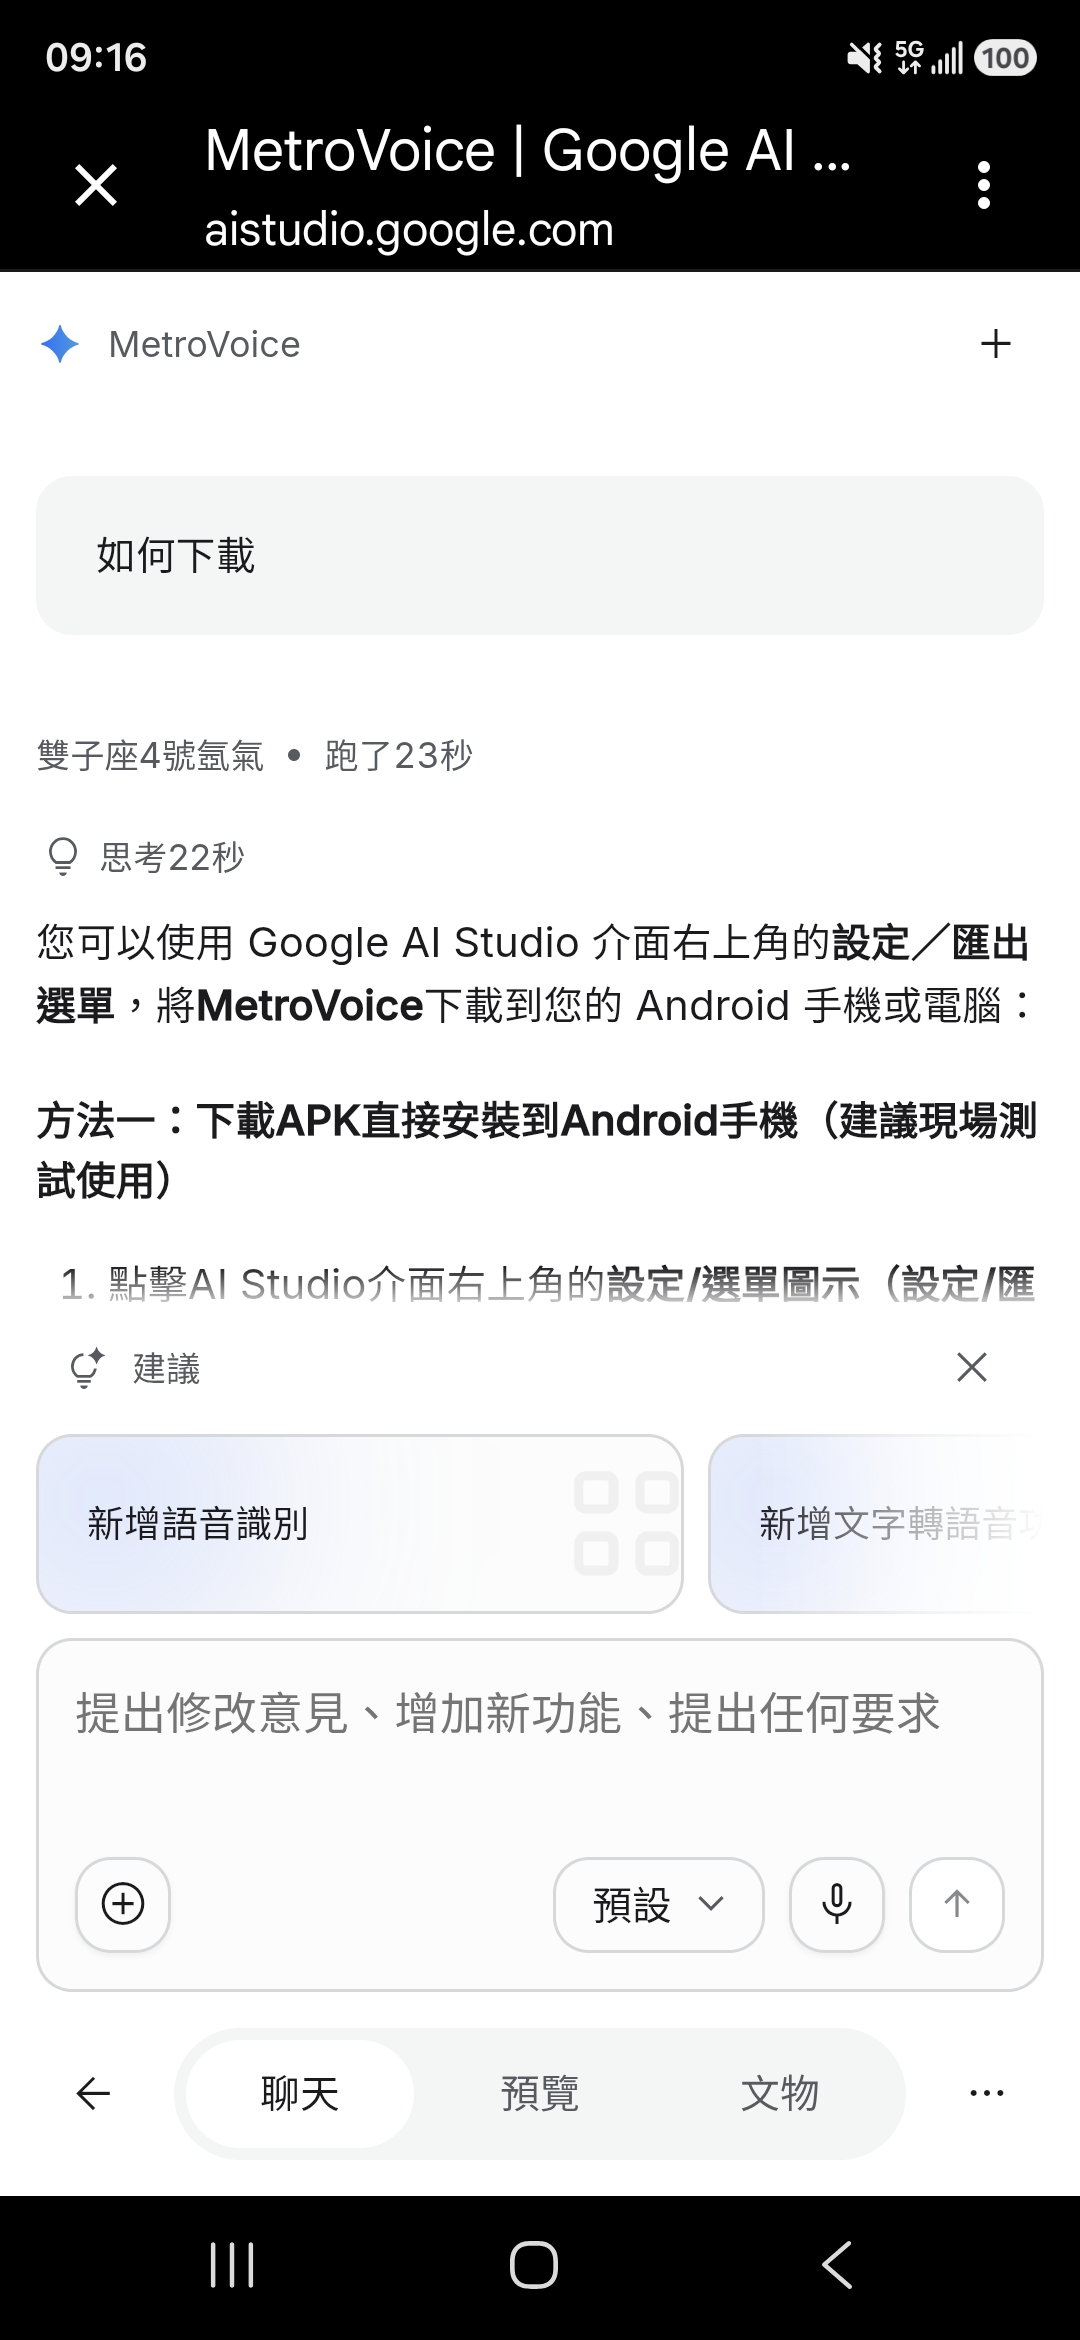 09:16
5G
100
MetroVoice | Google AI ...
aistudio.google.com
MetroVoice
如何下載
雙子座4號氬氣 • 跑了23秒
思考22秒
您可以使用 Google AI Studio 介面右上角的設定／匯出
選單，將MetroVoice下載到您的 Android 手機或電腦：
方法一：下載APK直接安裝到Android手機（建議現場測
試使用）
1. 點擊AI Studio介面右上角的設定/選單圖示（設定/匯
建議
新增語音識別
新增文字轉語音功
提出修改意見、增加新功能、提出任何要求
預設
聊天
預覽
文物